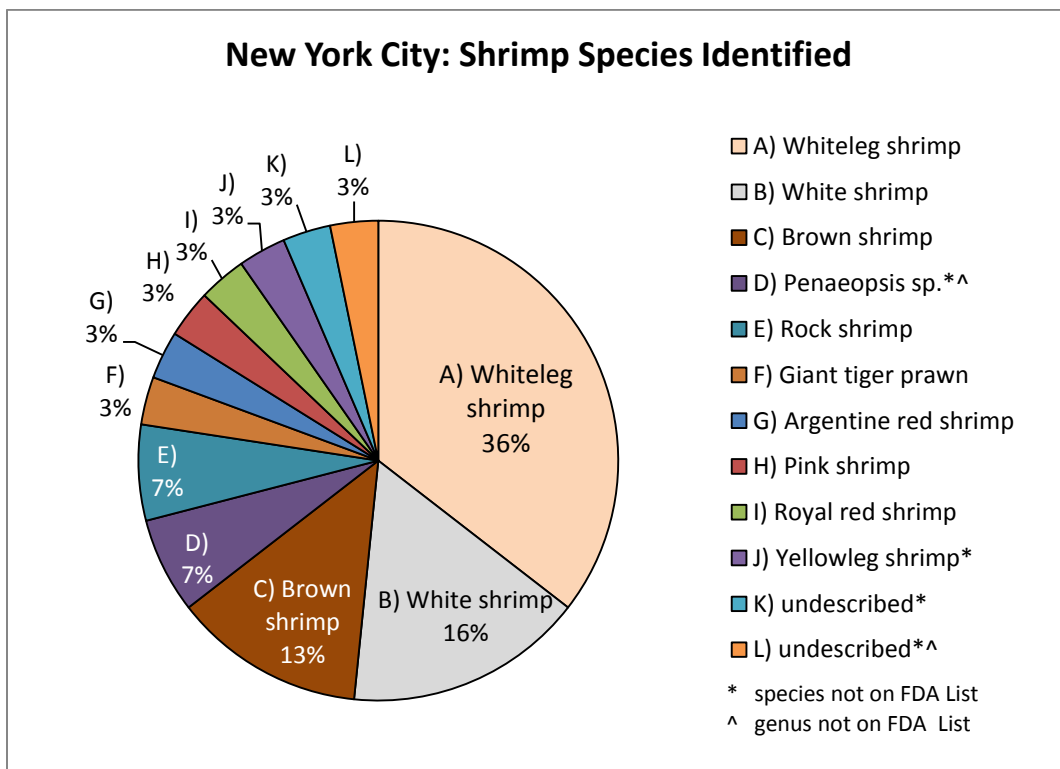 New York City: Shrimp Species Identified
A) Whiteleg
shrimp
36%
B) White shrimp
16%
C) Brown
shrimp
13%
D)
7%
E)
7%
F)
3%
G)
3%
H)
3%
I)
3%
J)
3%
K)
3%
L)
3%
A) Whiteleg shrimp
B) White shrimp
C) Brown shrimp
D) Penaeopsis sp.*^
E) Rock shrimp
F) Giant tiger prawn
G) Argentine red shrimp
H) Pink shrimp
I) Royal red shrimp
J) Yellowleg shrimp*
K) undescribed*
L) undescribed*^
* species not on FDA List
^ genus not on FDA List